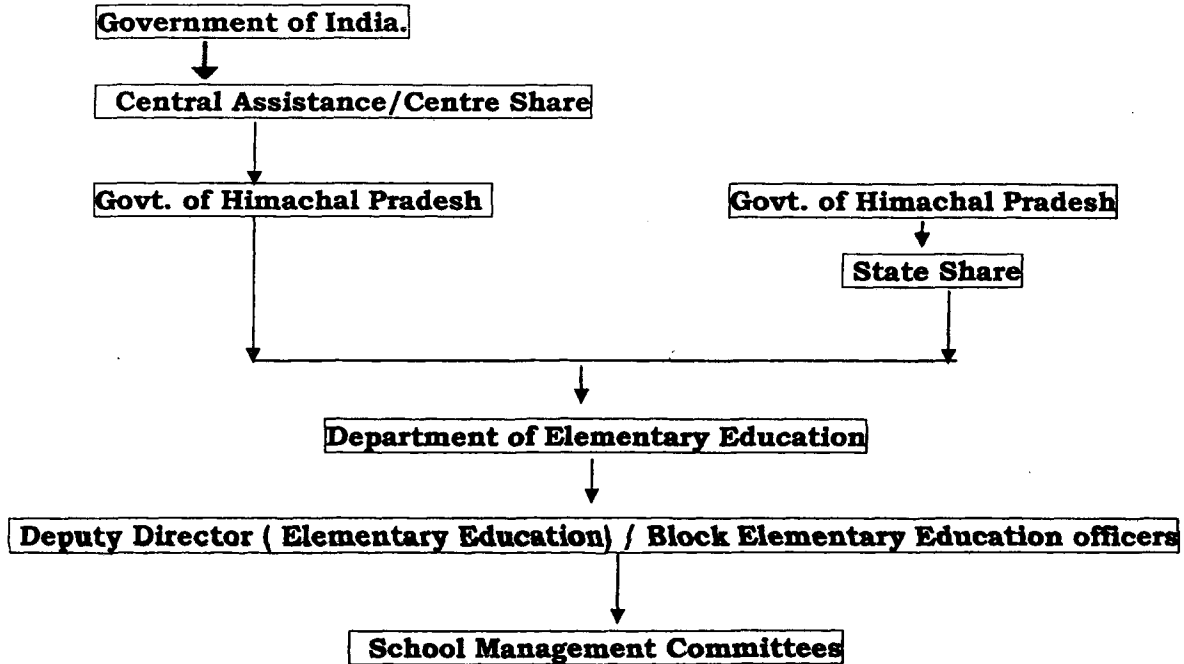 Government of India.
Central Assistance/Centre Share
Govt. of Himachal Pradesh
Govt. of Himachal Pradesh
State Share
Department of Elementary Education
Deputy Director ( Elementary Education) / Block Elementary Education officers
School Management Committees